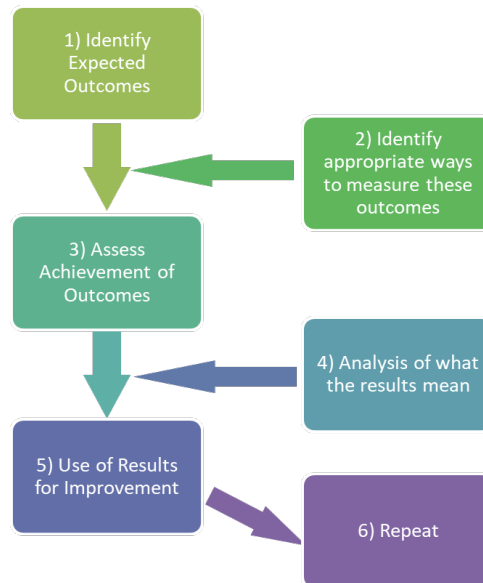 1) Identify
Expected
Outcomes
2) Identify
appropriate ways
to measure these
outcomes
3) Assess
Achievement of
Outcomes
4) Analysis of what
the results mean
5) Use of Results
for Improvement
6) Repeat